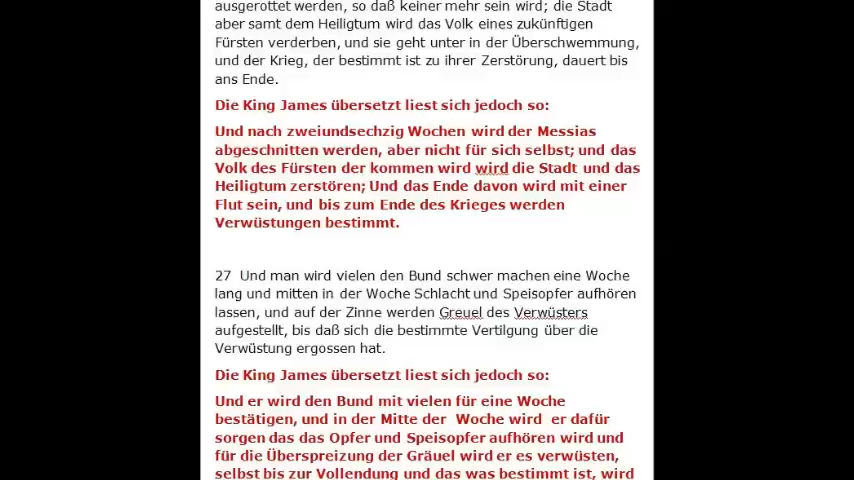 ausgerottet werden, so daß keiner mehr sein wird; die Stadt
aber samt dem Heiligtum wird das Volk eines zukünftigen
Fürsten verderben, und sie geht unter in der Überschwemmung,
und der Krieg, der bestimmt ist zu ihrer Zerstörung, dauert bis
ans Ende.
Die King James übersetzt liest sich jedoch so:
Und nach zweiundsechzig Wochen wird der Messias
abgeschnitten werden, aber nicht für sich selbst; und das
Volk des Fürsten der kommen wird wird die Stadt und das
Heiligtum zerstören; Und das Ende davon wird mit einer
Flut sein, und bis zum Ende des Krieges werden
Verwüstungen bestimmt.
27 Und man wird vielen den Bund schwer machen eine Woche
lang und mitten in der Woche Schlacht und Speisopfer aufhören
lassen, und auf der Zinne werden Greuel des Verwüsters
aufgestellt, bis daß sich die bestimmte Vertilgung über die
Verwüstung ergossen hat.
Die King James übersetzt liest sich jedoch so:
Und er wird den Bund mit vielen für eine Woche
bestätigen, und in der Mitte der Woche wird er dafür
sorgen das das Opfer und Speisopfer aufhören wird und
für die Überspreizung der Gräuel wird er es verwüsten,
selbst bis zur Vollendung und das was bestimmt ist, wird